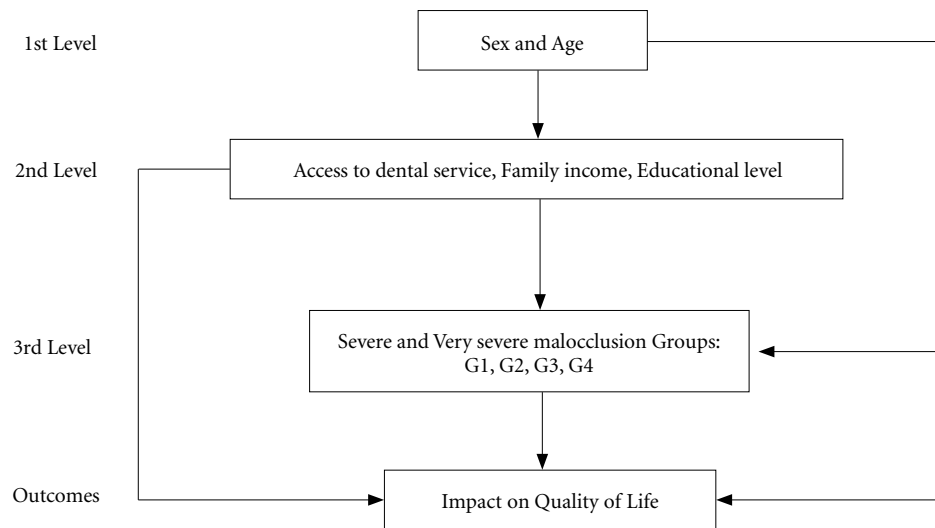 1st Level
Sex and Age
2nd Level
Access to dental service, Family income, Educational level
3rd Level
Severe and Very severe malocclusion Groups:
G1, G2, G3, G4
Outcomes
Impact on Quality of Life